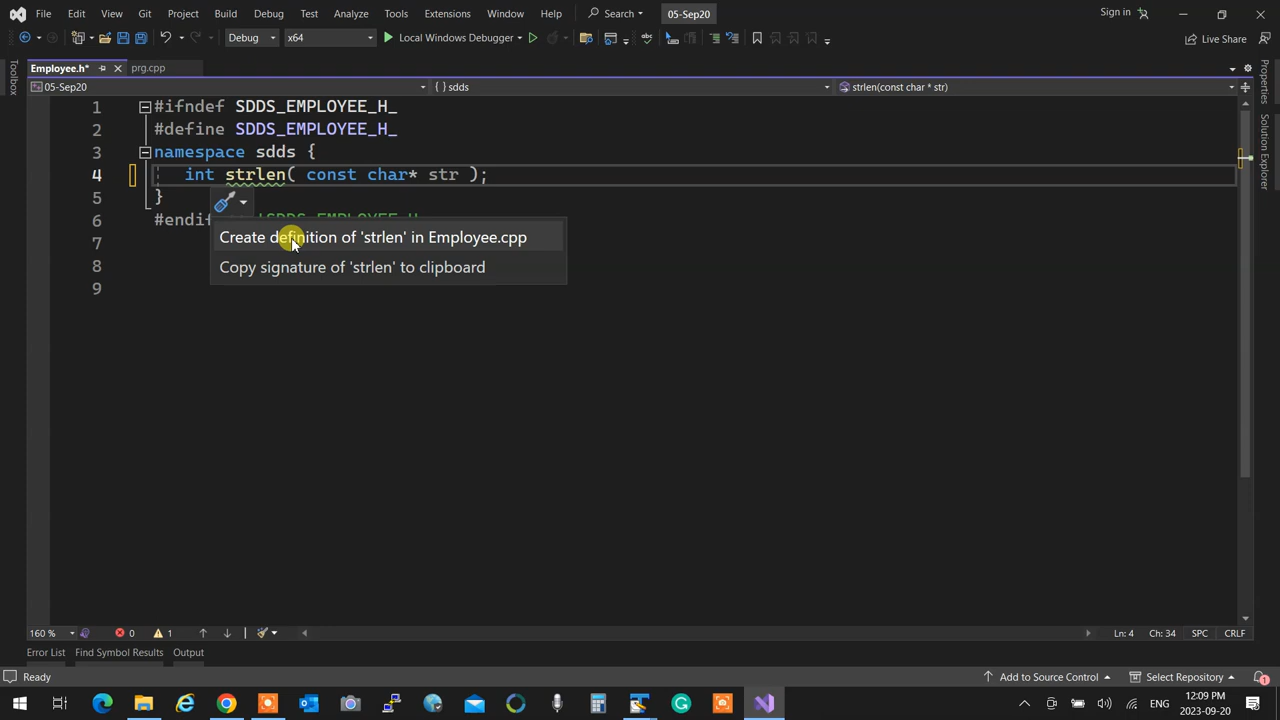 File Edit View Git Project Build Debug Test Analyze Tools Extensions Window Help Search 05-Sep20 Sign in
Debug x64 Local Windows Debugger Live Share
Employee.h* prg.cpp
05-Sep20 { } sdds strlen(const char * str)
Toolbox
Properties
Solution Explorer
1 #ifndef SDDS_EMPLOYEE_H_
2 #define SDDS_EMPLOYEE_H_
3 namespace sdds {
4 int strlen( const char* str );
5 }
6 #endif
7
8
9
Create definition of 'strlen' in Employee.cpp
Copy signature of 'strlen' to clipboard
160 % 0 1 Ln: 4 Ch: 34 SPC CRLF
Error List Find Symbol Results Output
Ready Add to Source Control Select Repository 1
ENG 12:09 PM
2023-09-20